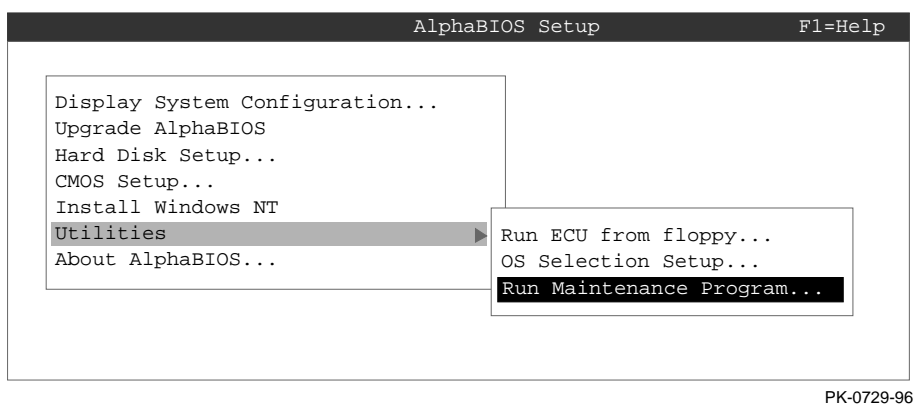 AlphaBIOS Setup F1=Help
Display System Configuration...
Upgrade AlphaBIOS
Hard Disk Setup...
CMOS Setup...
Install Windows NT
Utilities
About AlphaBIOS...
Run ECU from floppy...
OS Selection Setup...
Run Maintenance Program...
PK-0729-96